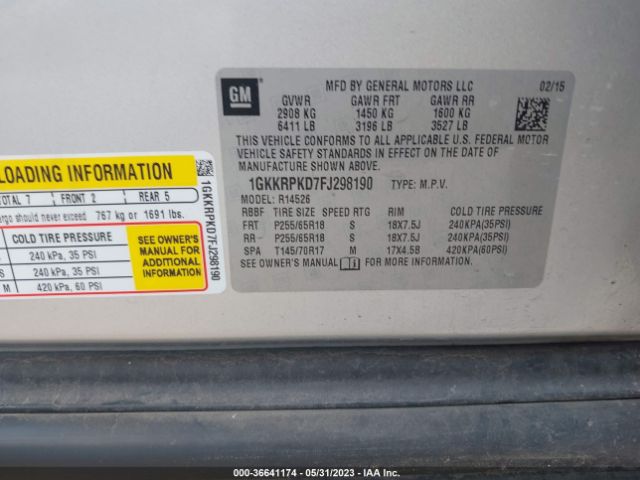 GM
MFD BY GENERAL MOTORS LLC 02/15
GVWR GAWR FRT GAWR RR
2908 KG 1450 KG 1600 KG
6411 LB 3196 LB 3527 LB
THIS VEHICLE CONFORMS TO ALL APPLICABLE U.S. FEDERAL MOTOR
VEHICLE SAFETY STANDARDS IN EFFECT ON THE DATE OF
MANUFACTURE SHOWN ABOVE.
1GKKRPKD7FJ298190 TYPE: M.P.V.
MODEL: R14526
RBBF TIRE SIZE SPEED RTG RIM COLD TIRE PRESSURE
FRT P255/65R18 S 18X7.5J 240KPA(35PSI)
RR P255/65R18 S 18X7.5J 240KPA(35PSI)
SPA T145/70R17 M 17X4.5B 420KPA(60PSI)
SEE OWNER'S MANUAL FOR MORE INFORMATION
LOADING INFORMATION
TOTAL 7 FRONT 2 REAR 5
should never exceed 767 kg or 1691 lbs.
COLD TIRE PRESSURE
240 kPa, 35 PSI
S 240 kPa, 35 PSI
M 420 kPa, 60 PSI
SEE OWNER'S
MANUAL FOR
ADDITIONAL
INFORMATION
1GKKRPKD7FJ298190
000-36641174 - 05/31/2023 - COPYRIGHT © IAA